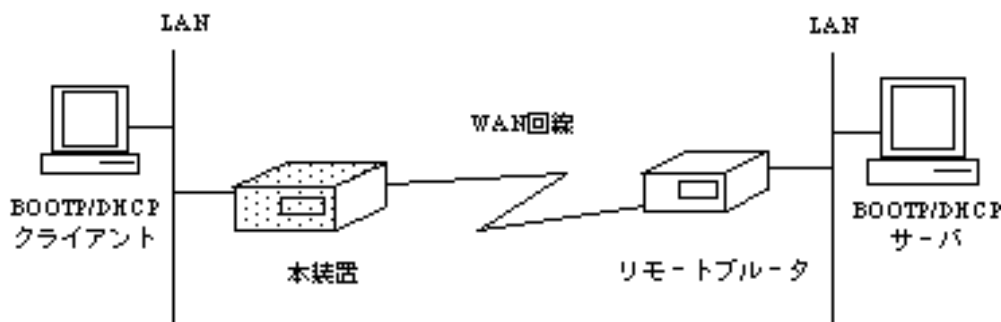 LAN
LAN
WAN回線
BOOTP/DHCP
クライアント
BOOTP/DHCP
サーバ
本装置
リモートブルータ